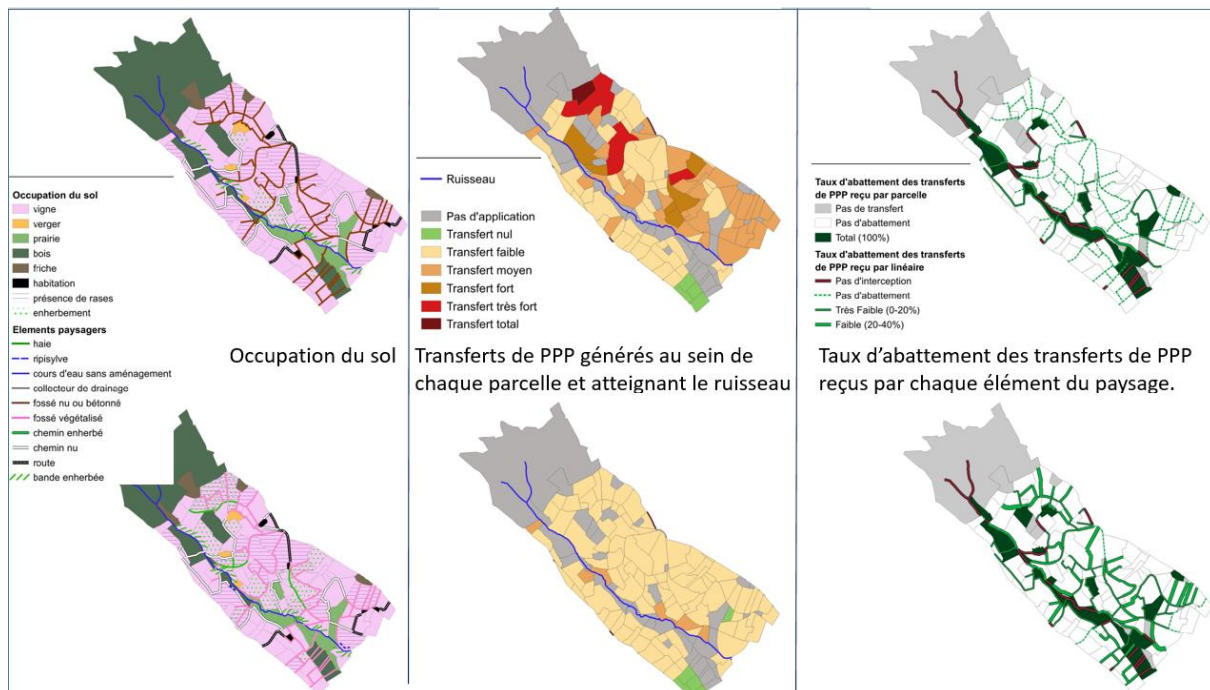 Occupation du sol
vigne
verger
prairie
bois
friche
habitation
présence de rases
enherbement
Elements paysagers
haie
ripisylve
cours d'eau sans aménagement
collecteur de drainage
fossé nu ou bétonné
fossé végétalisé
chemin enherbé
chemin nu
route
bande enherbée
Occupation du sol
Ruisseau
Pas d'application
Transfert nul
Transfert faible
Transfert moyen
Transfert fort
Transfert très fort
Transfert total
Transferts de PPP générés au sein de
chaque parcelle et atteignant le ruisseau
Taux d'abattement des transferts
de PPP reçu par parcelle
Pas de transfert
Pas d'abattement
Total (100%)
Taux d'abattement des transferts
de PPP reçu par linéaire
Pas d'interception
Pas d'abattement
Très Faible (0-20%)
Faible (20-40%)
Taux d’abattement des transferts de PPP
reçus par chaque élément du paysage.